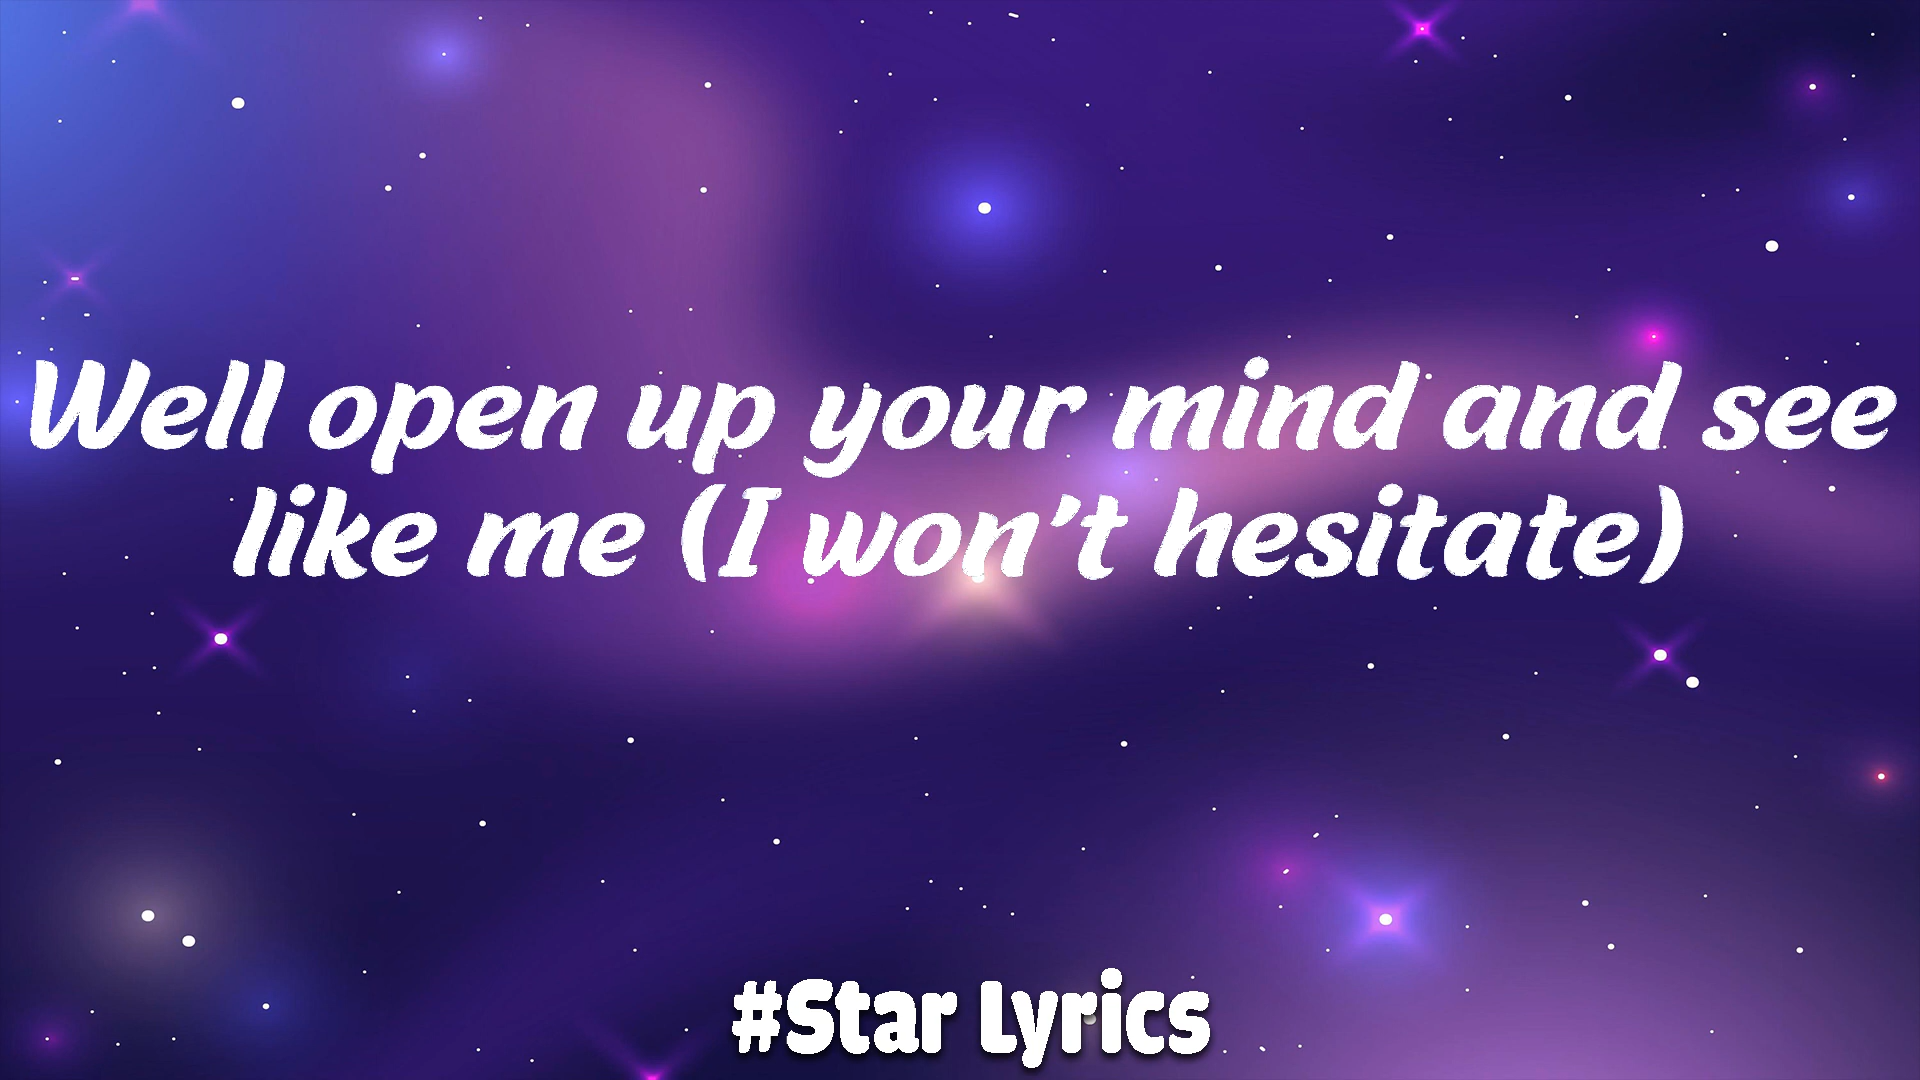 Well open up your mind and see
like me (I won't hesitate)
#Star Lyrics